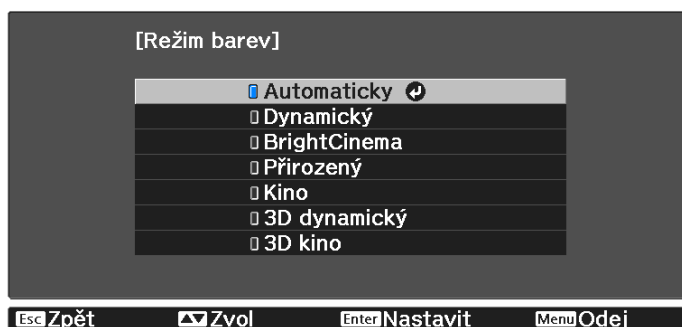 [Režim barev]
Automaticky
Dynamický
BrightCinema
Přirozený
Kino
3D dynamický
3D kino
Esc Zpět Zvol Enter Nastavit Menu Odej